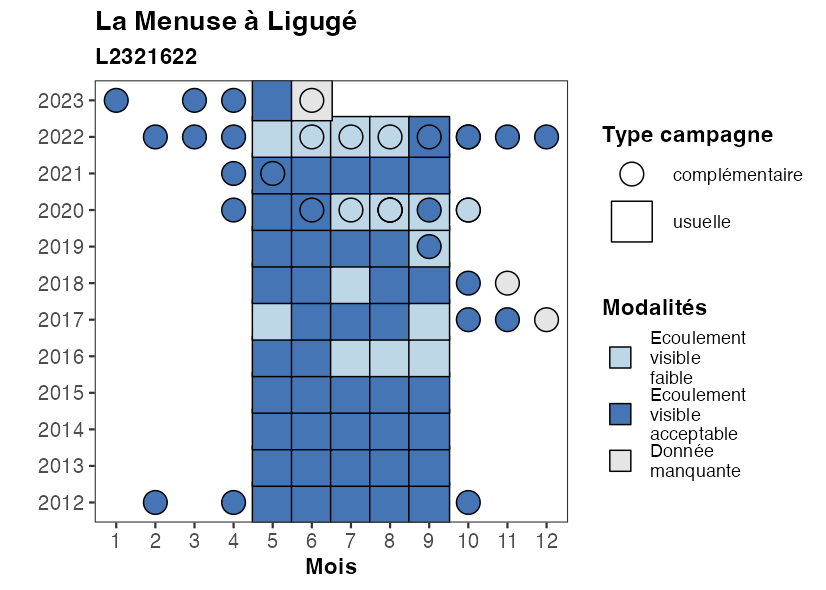 La Menuse à Ligugé
L2321622
2023
2022
2021
2020
2019
2018
2017
2016
2015
2014
2013
2012
1 2 3 4 5 6 7 8 9 10 11 12
Mois
Type campagne
complémentaire
usuelle
Modalités
Ecoulement
visible
faible
Ecoulement
visible
acceptable
Donnée
manquante